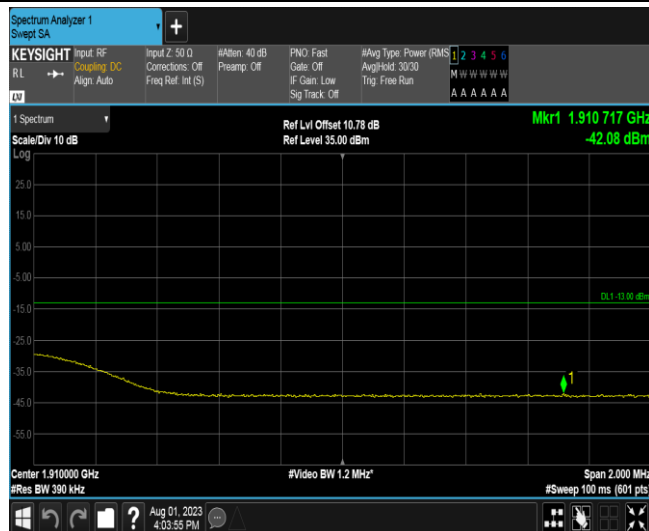 Spectrum Analyzer 1
Swept SA
KEYSIGHT
RL
Input: RF
Coupling: DC
Align: Auto
Input Z: 50 Ω
Corrections: Off
Freq Ref: Int (S)
#Atten: 40 dB
Preamp: Off
PNO: Fast
Gate: Off
IF Gain: Low
Sig Track: Off
#Avg Type: Power (RMS
Avg|Hold: 30/30
Trig: Free Run
1 2 3 4 5 6
M W W W W W
A A A A A A
1 Spectrum
Scale/Div 10 dB
Ref Lvl Offset 10.78 dB
Ref Level 35.00 dBm
Mkr1 1.910 717 GHz
-42.08 dBm
Log
25.0
15.0
5.00
-5.00
DL1 -13.00 dBm
-15.0
-25.0
-35.0
1
-45.0
-55.0
Center 1.910000 GHz
#Video BW 1.2 MHz*
Span 2.000 MHz
#Res BW 390 kHz
#Sweep 100 ms (601 pts)
?
Aug 01, 2023
4:03:55 PM